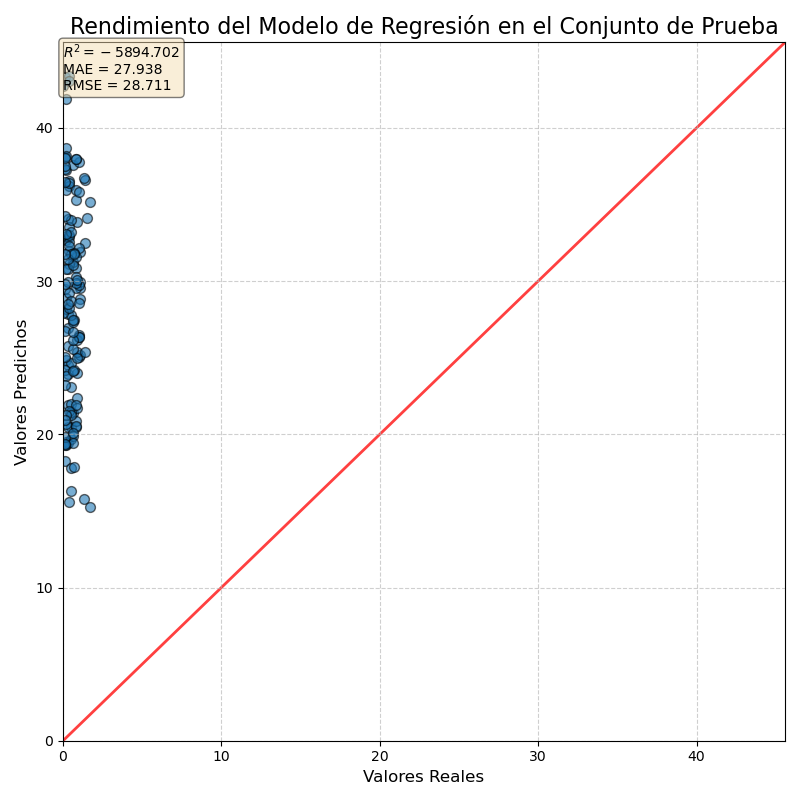 Rendimiento del Modelo de Regresión en el Conjunto de Prueba
R² = −5894.702
MAE = 27.938
RMSE = 28.711
Valores Predichos
40
30
20
10
0
0 10 20 30 40
Valores Reales